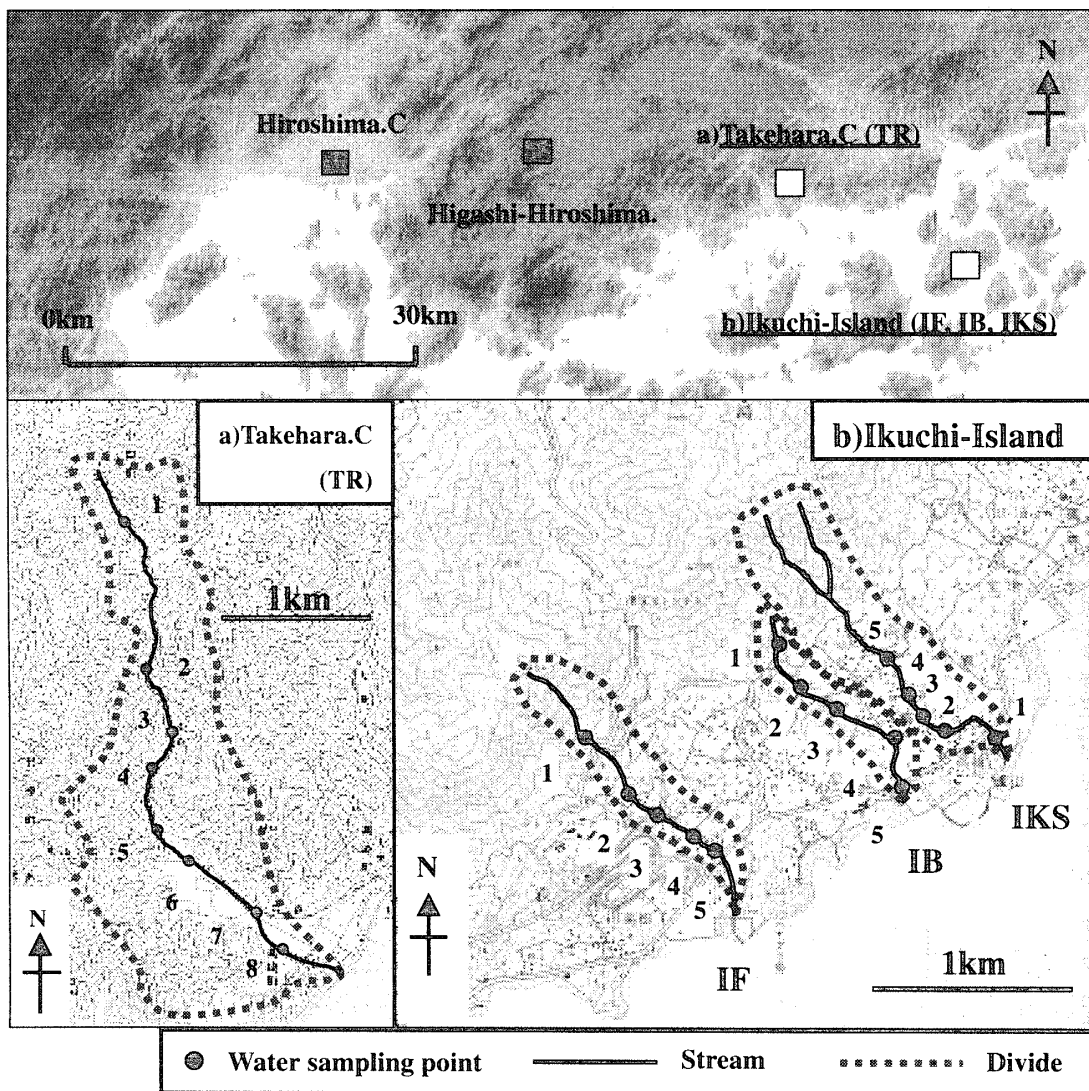 N
Hiroshima.C
a)Takehara.C (TR)
Higashi-Hiroshima.
0km
30km
b)Ikuchi-Island (IF, IB, IKS)
a)Takehara.C
(TR)
1
1km
2
3
4
5
6
7
8
N
b)Ikuchi-Island
5
4
3
2
1
1
2
3
4
5
1
2
3
4
5
IKS
IB
IF
N
1km
Water sampling point
Stream
Divide